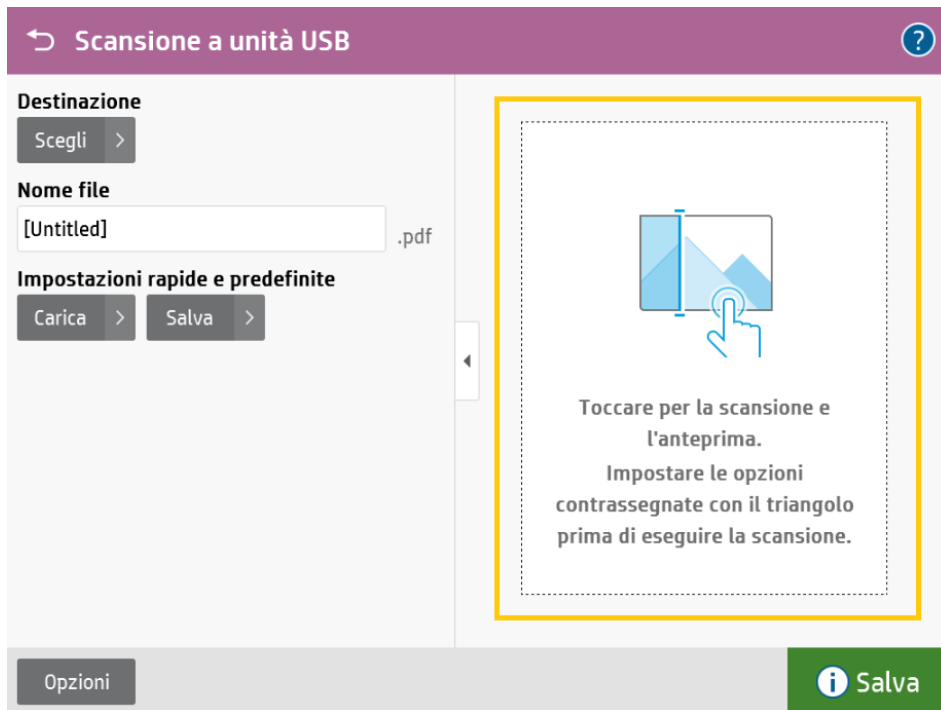 Scansione a unità USB
?
Destinazione
Scegli >
Nome file
[Untitled] .pdf
Impostazioni rapide e predefinite
Carica > Salva >
Toccare per la scansione e
l'anteprima.
Impostare le opzioni
contrassegnate con il triangolo
prima di eseguire la scansione.
Opzioni
i Salva